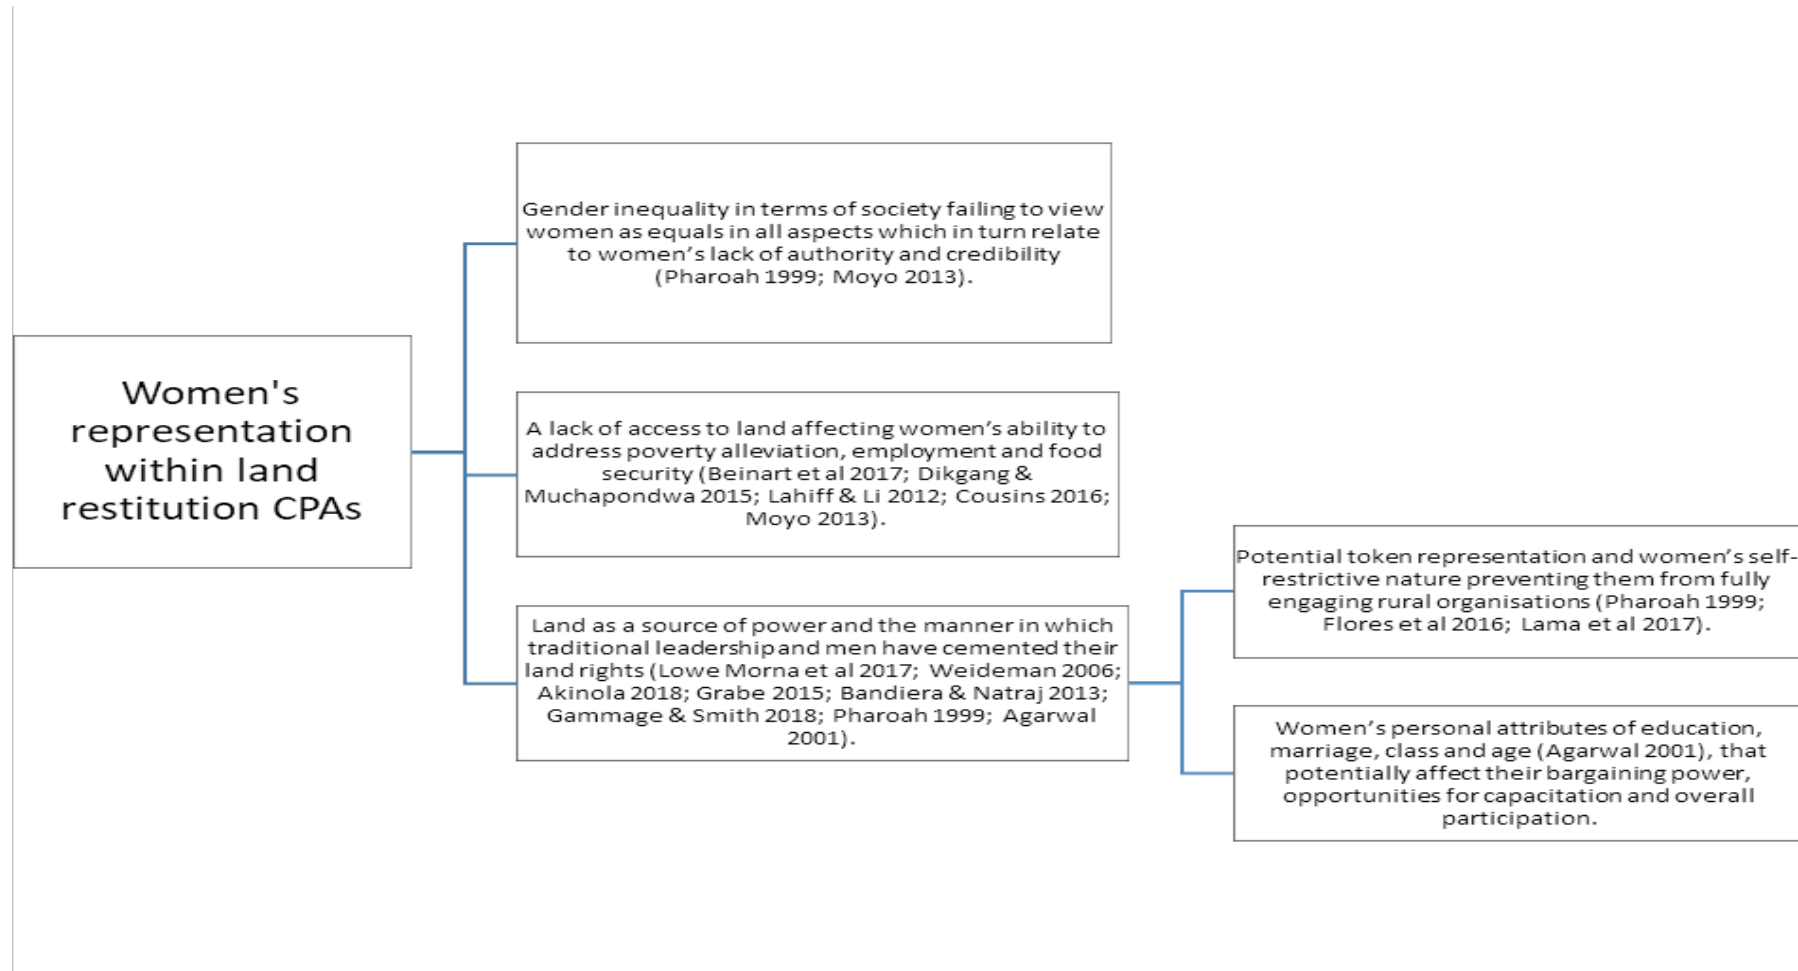 Women's
representation
within land
restitution CPAs
Gender inequality in terms of society failing to view
women as equals in all aspects which in turn relate
to women's lack of authority and credibility
(Pharoah 1999; Moyo 2013).
A lack of access to land affecting women's ability to
address poverty alleviation, employment and food
security (Beinart et al 2017; Dikgang &
Muchapondwa 2015; Lahiff & Li 2012; Cousins 2016;
Moyo 2013).
Land as a source of power and the manner in which
traditional leadership and men have cemented their
land rights (Lowe Morna et al 2017; Weideman 2006;
Akinola 2018; Grabe 2015; Bandiera & Natraj 2013;
Gammage & Smith 2018; Pharoah 1999; Agarwal
2001).
Potential token representation and women's self-
restrictive nature preventing them from fully
engaging rural organisations (Pharoah 1999;
Flores et al 2016; Lama et al 2017).
Women's personal attributes of education,
marriage, class and age (Agarwal 2001), that
potentially affect their bargaining power,
opportunities for capacitation and overall
participation.